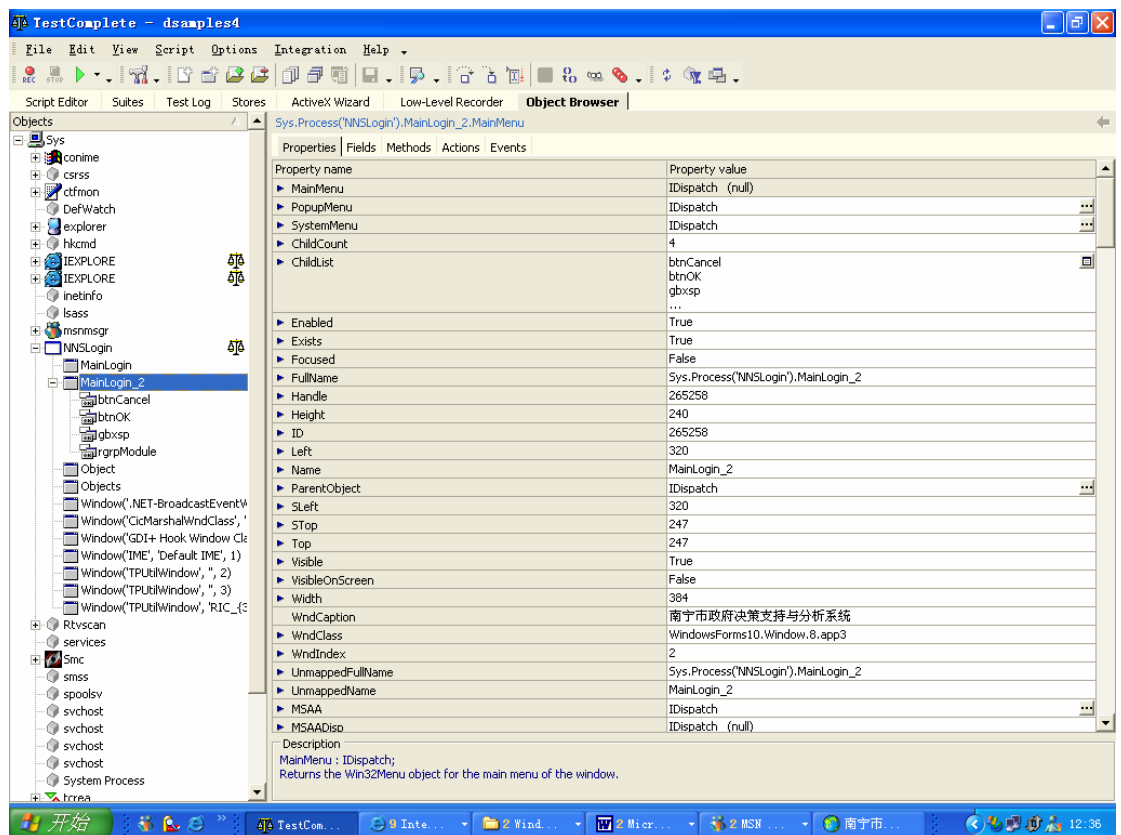 TestComplete - dsamples4
File Edit View Script Options Integration Help
REC STOP
Script Editor Suites Test Log Stores ActiveX Wizard Low-Level Recorder Object Browser
Objects
Sys
conime
csrss
ctfmon
DefWatch
explorer
hkcmd
IEXPLORE
IEXPLORE
inetinfo
lsass
msnmsgr
NNSLogin
MainLogin
MainLogin_2
btnCancel
btnOK
gbxsp
rgrpModule
Object
Objects
Window('.NET-BroadcastEventW
Window('CicMarshalWndClass', '
Window('GDI+ Hook Window Cla
Window('IME', 'Default IME', 1)
Window('TPUtilWindow', '', 2)
Window('TPUtilWindow', '', 3)
Window('TPUtilWindow', 'RIC_{3
Rtvscan
services
Smc
smss
spoolsv
svchost
svchost
svchost
svchost
System Process
tcrea
Sys.Process('NNSLogin').MainLogin_2.MainMenu
Properties Fields Methods Actions Events
Property name Property value
MainMenu IDispatch (null)
PopupMenu IDispatch ...
SystemMenu IDispatch ...
ChildCount 4
ChildList btnCancel
btnOK
gbxsp
...
Enabled True
Exists True
Focused False
FullName Sys.Process('NNSLogin').MainLogin_2
Handle 265258
Height 240
ID 265258
Left 320
Name MainLogin_2
ParentObject IDispatch ...
SLeft 320
STop 247
Top 247
Visible True
VisibleOnScreen False
Width 384
WndCaption 南宁市政府决策支持与分析系统
WndClass WindowsForms10.Window.8.app3
WndIndex 2
UnmappedFullName Sys.Process('NNSLogin').MainLogin_2
UnmappedName MainLogin_2
MSAA IDispatch ...
MSAADisp IDispatch (null)
Description
MainMenu : IDispatch;
Returns the Win32Menu object for the main menu of the window.
开始 TestCom... 9 Inte... 2 Wind... 2 Micr... 2 MSN ... 南宁市... 12:36